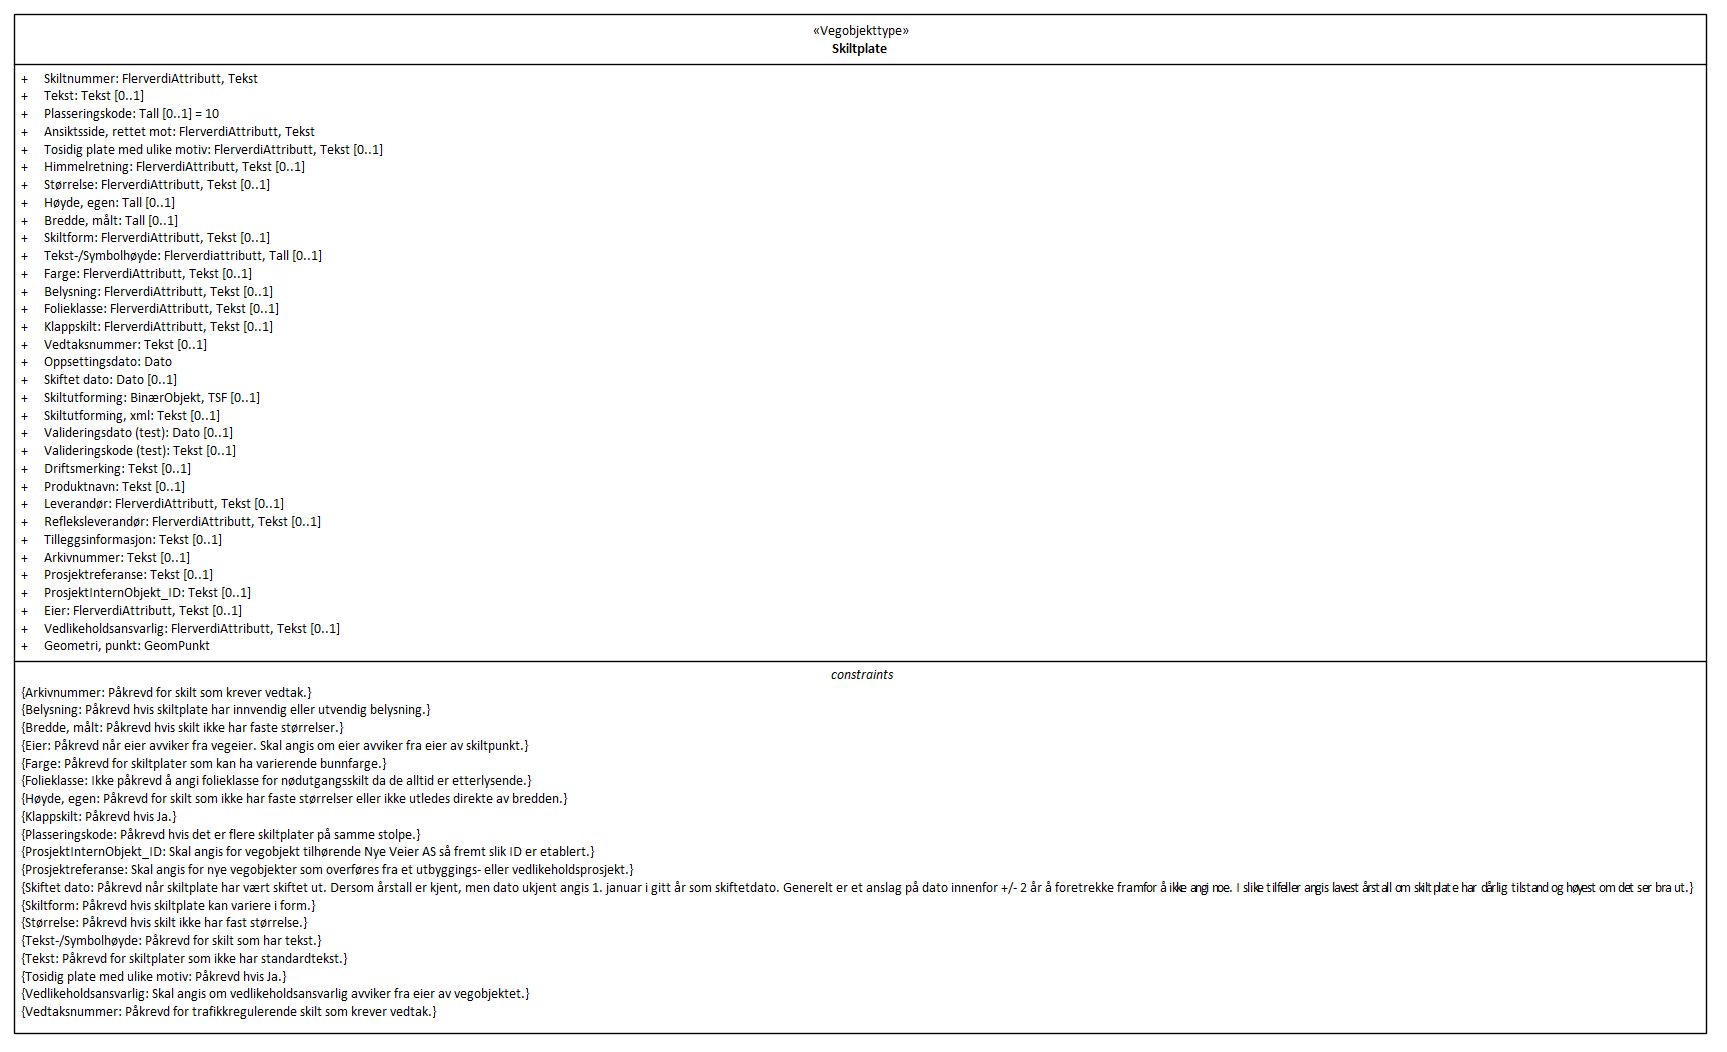 «Vegobjekttype»
Skiltplate
+ Skiltnummer: FlerverdiAttributt, Tekst
+ Tekst: Tekst [0..1]
+ Plasseringskode: Tall [0..1] = 10
+ Ansiktsside, rettet mot: FlerverdiAttributt, Tekst
+ Tosidig plate med ulike motiv: FlerverdiAttributt, Tekst [0..1]
+ Himmelretning: FlerverdiAttributt, Tekst [0..1]
+ Størrelse: FlerverdiAttributt, Tekst [0..1]
+ Høyde, egen: Tall [0..1]
+ Bredde, målt: Tall [0..1]
+ Skiltform: FlerverdiAttributt, Tekst [0..1]
+ Tekst-/Symbolhøyde: Flerverdiattributt, Tall [0..1]
+ Farge: FlerverdiAttributt, Tekst [0..1]
+ Belysning: FlerverdiAttributt, Tekst [0..1]
+ Folieklasse: FlerverdiAttributt, Tekst [0..1]
+ Klappskilt: FlerverdiAttributt, Tekst [0..1]
+ Vedtaksnummer: Tekst [0..1]
+ Oppsettingsdato: Dato
+ Skiftet dato: Dato [0..1]
+ Skiltutforming: BinærObjekt, TSF [0..1]
+ Skiltutforming, xml: Tekst [0..1]
+ Valideringsdato (test): Dato [0..1]
+ Valideringskode (test): Tekst [0..1]
+ Driftsmerking: Tekst [0..1]
+ Produktnavn: Tekst [0..1]
+ Leverandør: FlerverdiAttributt, Tekst [0..1]
+ Refleksleverandør: FlerverdiAttributt, Tekst [0..1]
+ Tilleggsinformasjon: Tekst [0..1]
+ Arkivnummer: Tekst [0..1]
+ Prosjektreferanse: Tekst [0..1]
+ ProsjektInternObjekt_ID: Tekst [0..1]
+ Eier: FlerverdiAttributt, Tekst [0..1]
+ Vedlikeholdsansvarlig: FlerverdiAttributt, Tekst [0..1]
+ Geometri, punkt: GeomPunkt
constraints
{Arkivnummer: Påkrevd for skilt som krever vedtak.}
{Belysning: Påkrevd hvis skiltplate har innvendig eller utvendig belysning.}
{Bredde, målt: Påkrevd hvis skilt ikke har faste størrelser.}
{Eier: Påkrevd når eier avviker fra vegeier. Skal angis om eier avviker fra eier av skiltpunkt.}
{Farge: Påkrevd for skiltplater som kan ha varierende bunnfarge.}
{Folieklasse: Ikke påkrevd å angi folieklasse for nødutgangsskilt da de alltid er etterlysende.}
{Høyde, egen: Påkrevd for skilt som ikke har faste størrelser eller ikke utledes direkte av bredden.}
{Klappskilt: Påkrevd hvis Ja.}
{Plasseringskode: Påkrevd hvis det er flere skiltplater på samme stolpe.}
{ProsjektInternObjekt_ID: Skal angis for vegobjekt tilhørende Nye Veier AS så fremt slik ID er etablert.}
{Prosjektreferanse: Skal angis for nye vegobjekter som overføres fra et utbyggings- eller vedlikeholdsprosjekt.}
{Skiftet dato: Påkrevd når skiltplate har vært skiftet ut. Dersom årstall er kjent, men dato ukjent angis 1. januar i gitt år som skiftetdato. Generelt er et anslag på dato innenfor +/- 2 år å foretrekke framfor å ikke angi noe. I slike tilfeller angis lavest årstall om skiltplate har dårlig tilstand og høyest om det ser bra ut.}
{Skiltform: Påkrevd hvis skiltplate kan variere i form.}
{Størrelse: Påkrevd hvis skilt ikke har fast størrelse.}
{Tekst-/Symbolhøyde: Påkrevd for skilt som har tekst.}
{Tekst: Påkrevd for skiltplater som ikke har standardtekst.}
{Tosidig plate med ulike motiv: Påkrevd hvis Ja.}
{Vedlikeholdsansvarlig: Skal angis om vedlikeholdsansvarlig avviker fra eier av vegobjektet.}
{Vedtaksnummer: Påkrevd for trafikkregulerende skilt som krever vedtak.}